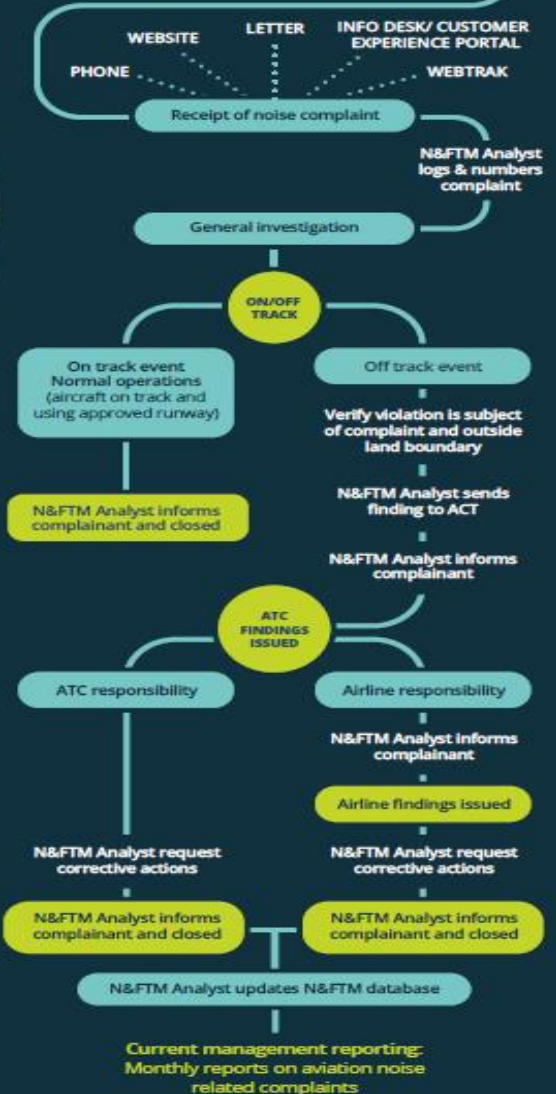 WEBSITE
LETTER
INFO DESK/ CUSTOMER
EXPERIENCE PORTAL
PHONE
WEBTRAK
Receipt of noise complaint
N&FTM Analyst
logs & numbers
complaint
General investigation
ON/OFF
TRACK
On track event
Normal operations
(aircraft on track and
using approved runway)
Off track event
Verify violation is subject
of complaint and outside
land boundary
N&FTM Analyst informs
complainant and closed
N&FTM Analyst sends
finding to ACT
N&FTM Analyst informs
complainant
ATC
FINDINGS
ISSUED
ATC responsibility
Airline responsibility
N&FTM Analyst informs
complainant
Airline findings issued
N&FTM Analyst request
corrective actions
N&FTM Analyst request
corrective actions
N&FTM Analyst informs
complainant and closed
N&FTM Analyst informs
complainant and closed
N&FTM Analyst updates N&FTM database
Current management reporting:
Monthly reports on aviation noise
related complaints